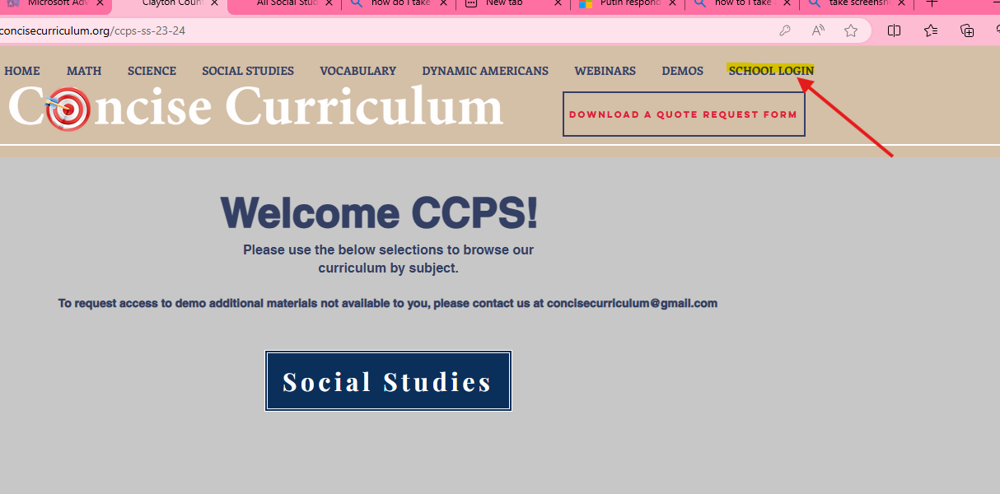 Microsoft Adv
Clayton Coun
All Social Stud
how do I take
New tab
Putin respond
how to I take
take screensh
concisecurriculum.org/ccps-ss-23-24
HOME MATH SCIENCE SOCIAL STUDIES VOCABULARY DYNAMIC AMERICANS WEBINARS DEMOS SCHOOL LOGIN
Concise Curriculum
DOWNLOAD A QUOTE REQUEST FORM
Welcome CCPS!
Please use the below selections to browse our
curriculum by subject.
To request access to demo additional materials not available to you, please contact us at concisecurriculum@gmail.com
Social Studies